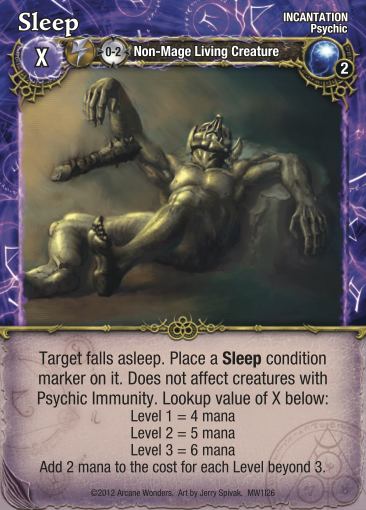 Sleep
INCANTATION
Psychic
X
0-2
Non-Mage Living Creature
2
Target falls asleep. Place a Sleep condition
marker on it. Does not affect creatures with
Psychic Immunity. Lookup value of X below:
Level 1 = 4 mana
Level 2 = 5 mana
Level 3 = 6 mana
Add 2 mana to the cost for each Level beyond 3.
©2012 Arcane Wonders. Art by Jerry Spivak. MW1I26